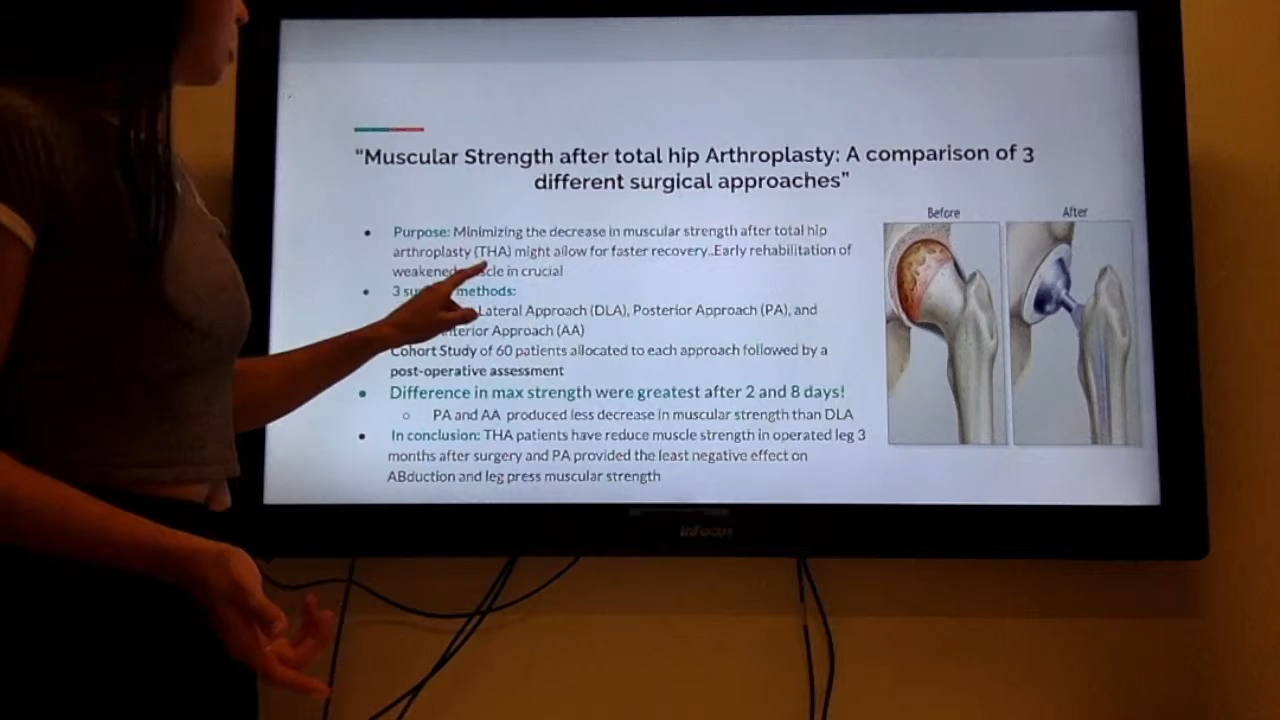 "Muscular Strength after total hip Arthroplasty: A comparison of 3
different surgical approaches"
Before
After
Purpose: Minimizing the decrease in muscular strength after total hip
arthroplasty (THA) might allow for faster recovery..Early rehabilitation of
weakened in crucial
3 methods:
Lateral Approach (DLA), Posterior Approach (PA), and
Approach (AA)
Cohort Study of 60 patients allocated to each approach followed by a
post-operative assessment
Difference in max strength were greatest after 2 and 8 days!
PA and AA produced less decrease in muscular strength than DLA
In conclusion: THA patients have reduce muscle strength in operated leg 3
months after surgery and PA provided the least negative effect on
ABduction and leg press muscular strength
InFocus